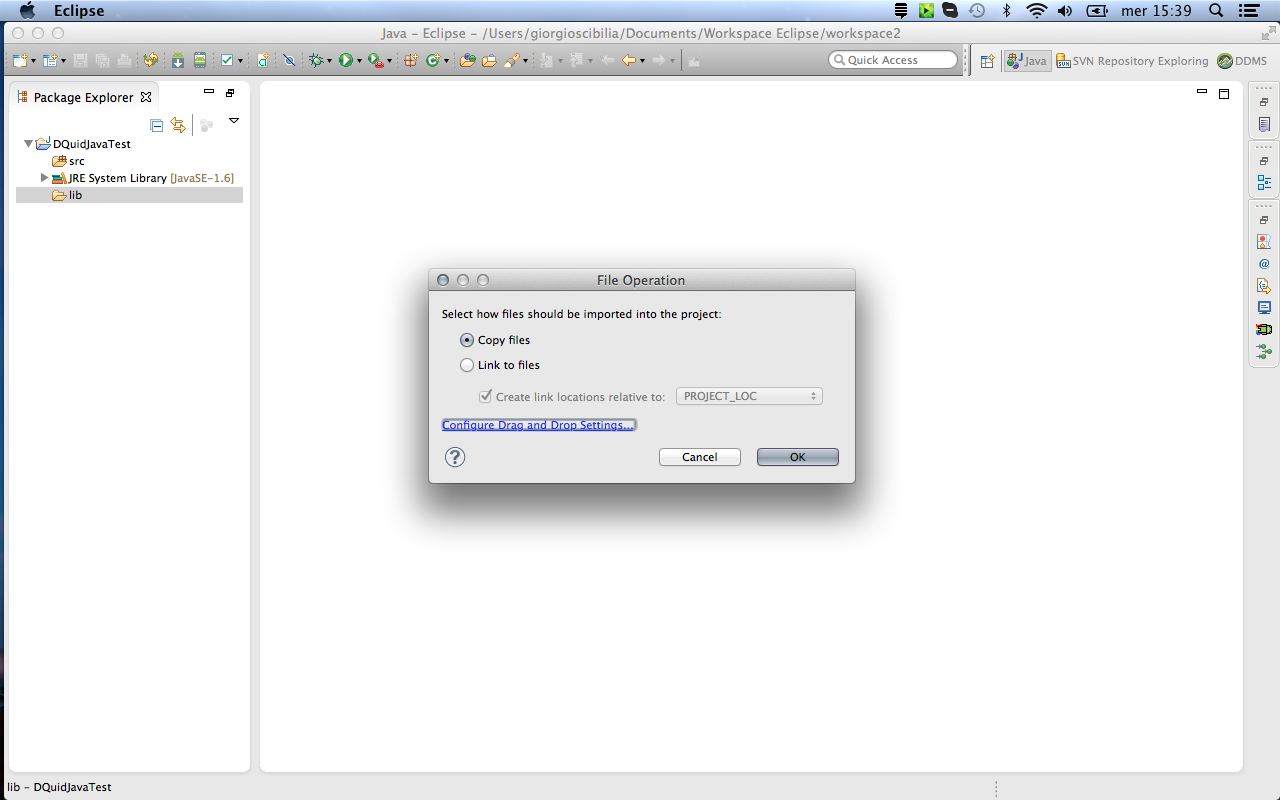 Eclipse
mer 15:39
Java – Eclipse – /Users/giorgioscibilia/Documents/Workspace Eclipse/workspace2
Quick Access
Java
SVN Repository Exploring
DDMS
Package Explorer
DQuidJavaTest
src
JRE System Library [JavaSE-1.6]
lib
File Operation
Select how files should be imported into the project:
Copy files
Link to files
Create link locations relative to: PROJECT_LOC
Configure Drag and Drop Settings...
Cancel
OK
lib – DQuidJavaTest